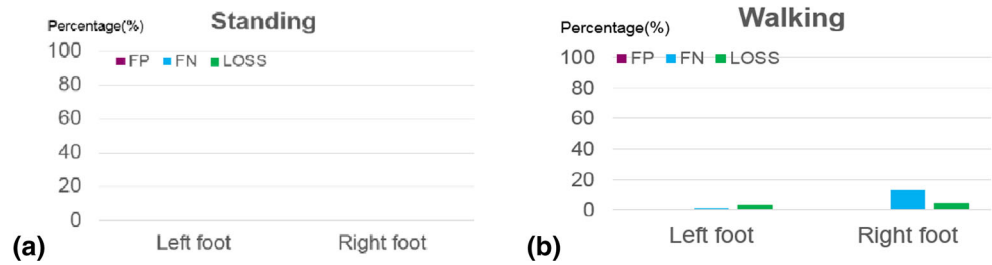 Standing
Percentage(%)
100
FP FN LOSS
80
60
40
20
0
Left foot Right foot
(a)
Walking
Percentage(%)
100
FP FN LOSS
80
60
40
20
0
Left foot Right foot
(b)